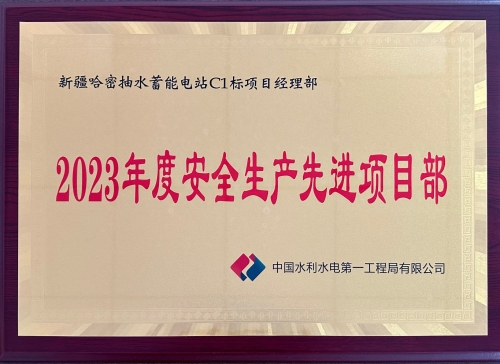 新疆哈密抽水蓄能电站C1标项目经理部
2023年度安全生产先进项目部
中国水利水电第一工程局有限公司